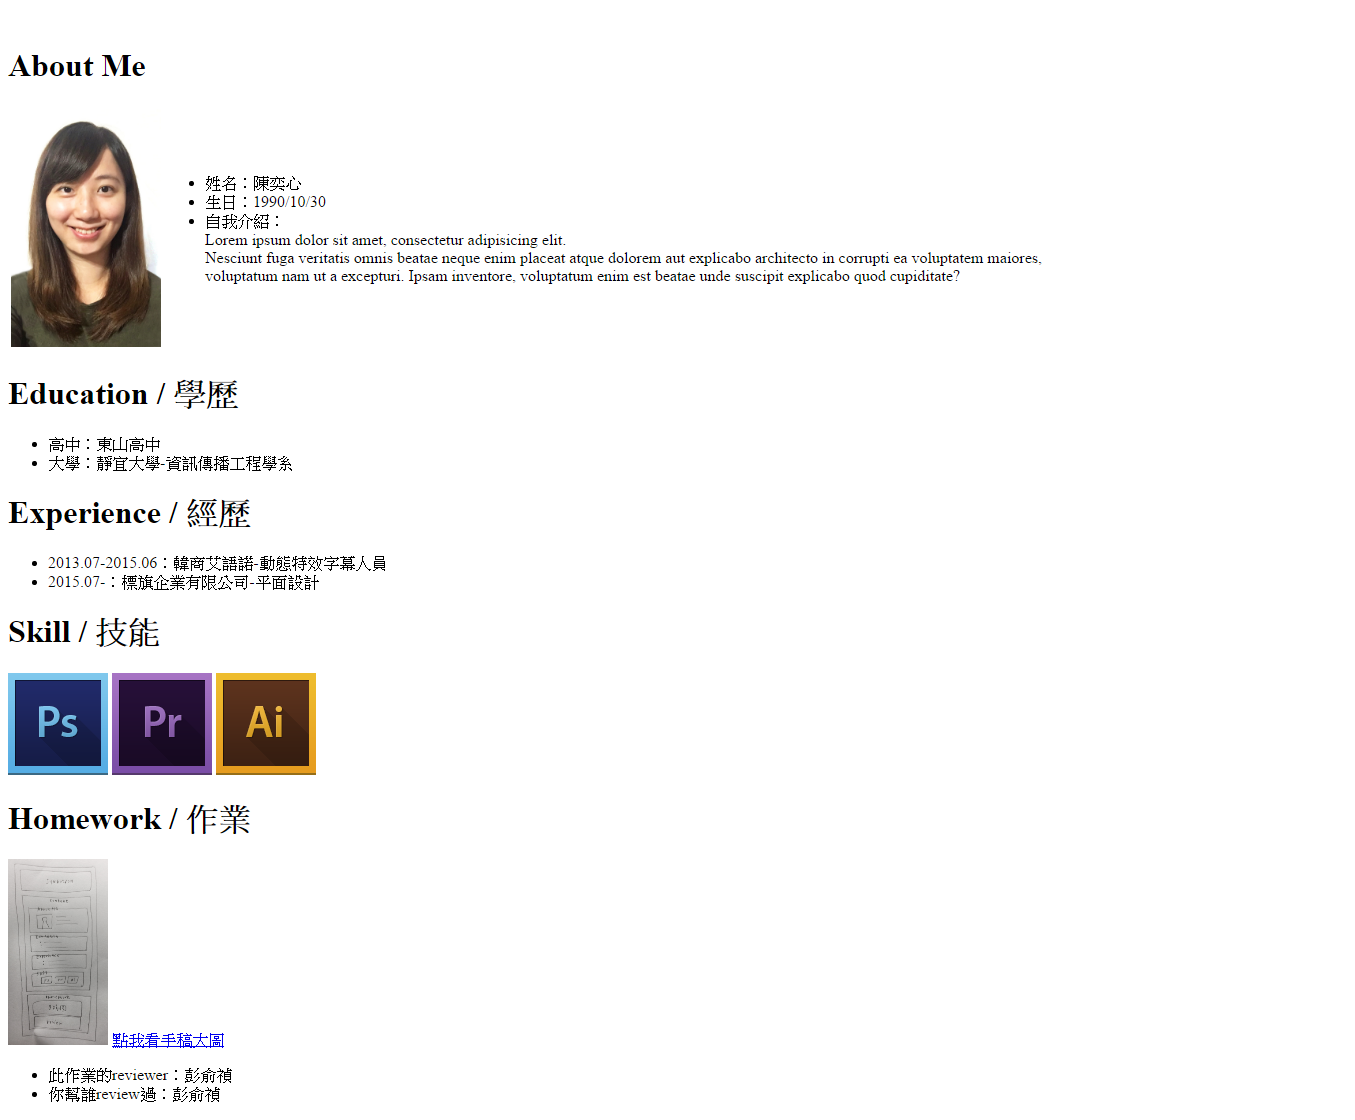 About Me
姓名：陳奕心
生日：1990/10/30
自我介紹：
Lorem ipsum dolor sit amet, consectetur adipisicing elit.
Nesciunt fuga veritatis omnis beatae neque enim placeat atque dolorem aut explicabo architecto in corrupti ea voluptatem maiores,
voluptatum nam ut a excepturi. Ipsam inventore, voluptatum enim est beatae unde suscipit explicabo quod cupiditate?
Education / 學歷
高中：東山高中
大學：靜宜大學-資訊傳播工程學系
Experience / 經歷
2013.07-2015.06：韓商艾語諾-動態特效字幕人員
2015.07-：標旗企業有限公司-平面設計
Skill / 技能
Ps Pr Ai
Homework / 作業
點我看手稿大圖
此作業的reviewer：彭俞禎
你幫誰review過：彭俞禎